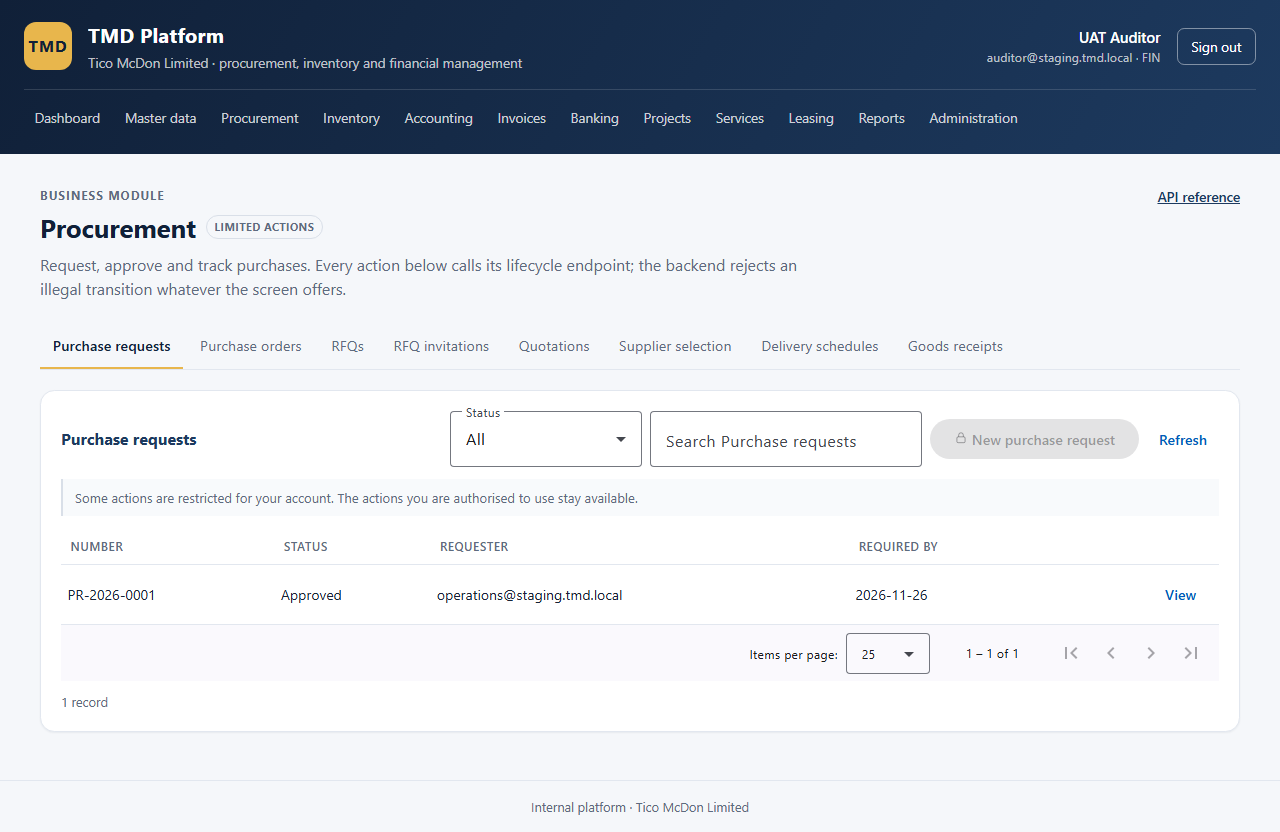 TMD
TMD Platform
Tico McDon Limited · procurement, inventory and financial management
UAT Auditor
auditor@staging.tmd.local · FIN
Sign out
Dashboard Master data Procurement Inventory Accounting Invoices Banking Projects Services Leasing Reports Administration
BUSINESS MODULE
API reference
Procurement LIMITED ACTIONS
Request, approve and track purchases. Every action below calls its lifecycle endpoint; the backend rejects an
illegal transition whatever the screen offers.
Purchase requests Purchase orders RFQs RFQ invitations Quotations Supplier selection Delivery schedules Goods receipts
Purchase requests
Status
All
Search Purchase requests
New purchase request
Refresh
Some actions are restricted for your account. The actions you are authorised to use stay available.
NUMBER STATUS REQUESTER REQUIRED BY
PR-2026-0001 Approved operations@staging.tmd.local 2026-11-26 View
Items per page: 25 1 – 1 of 1
1 record
Internal platform · Tico McDon Limited